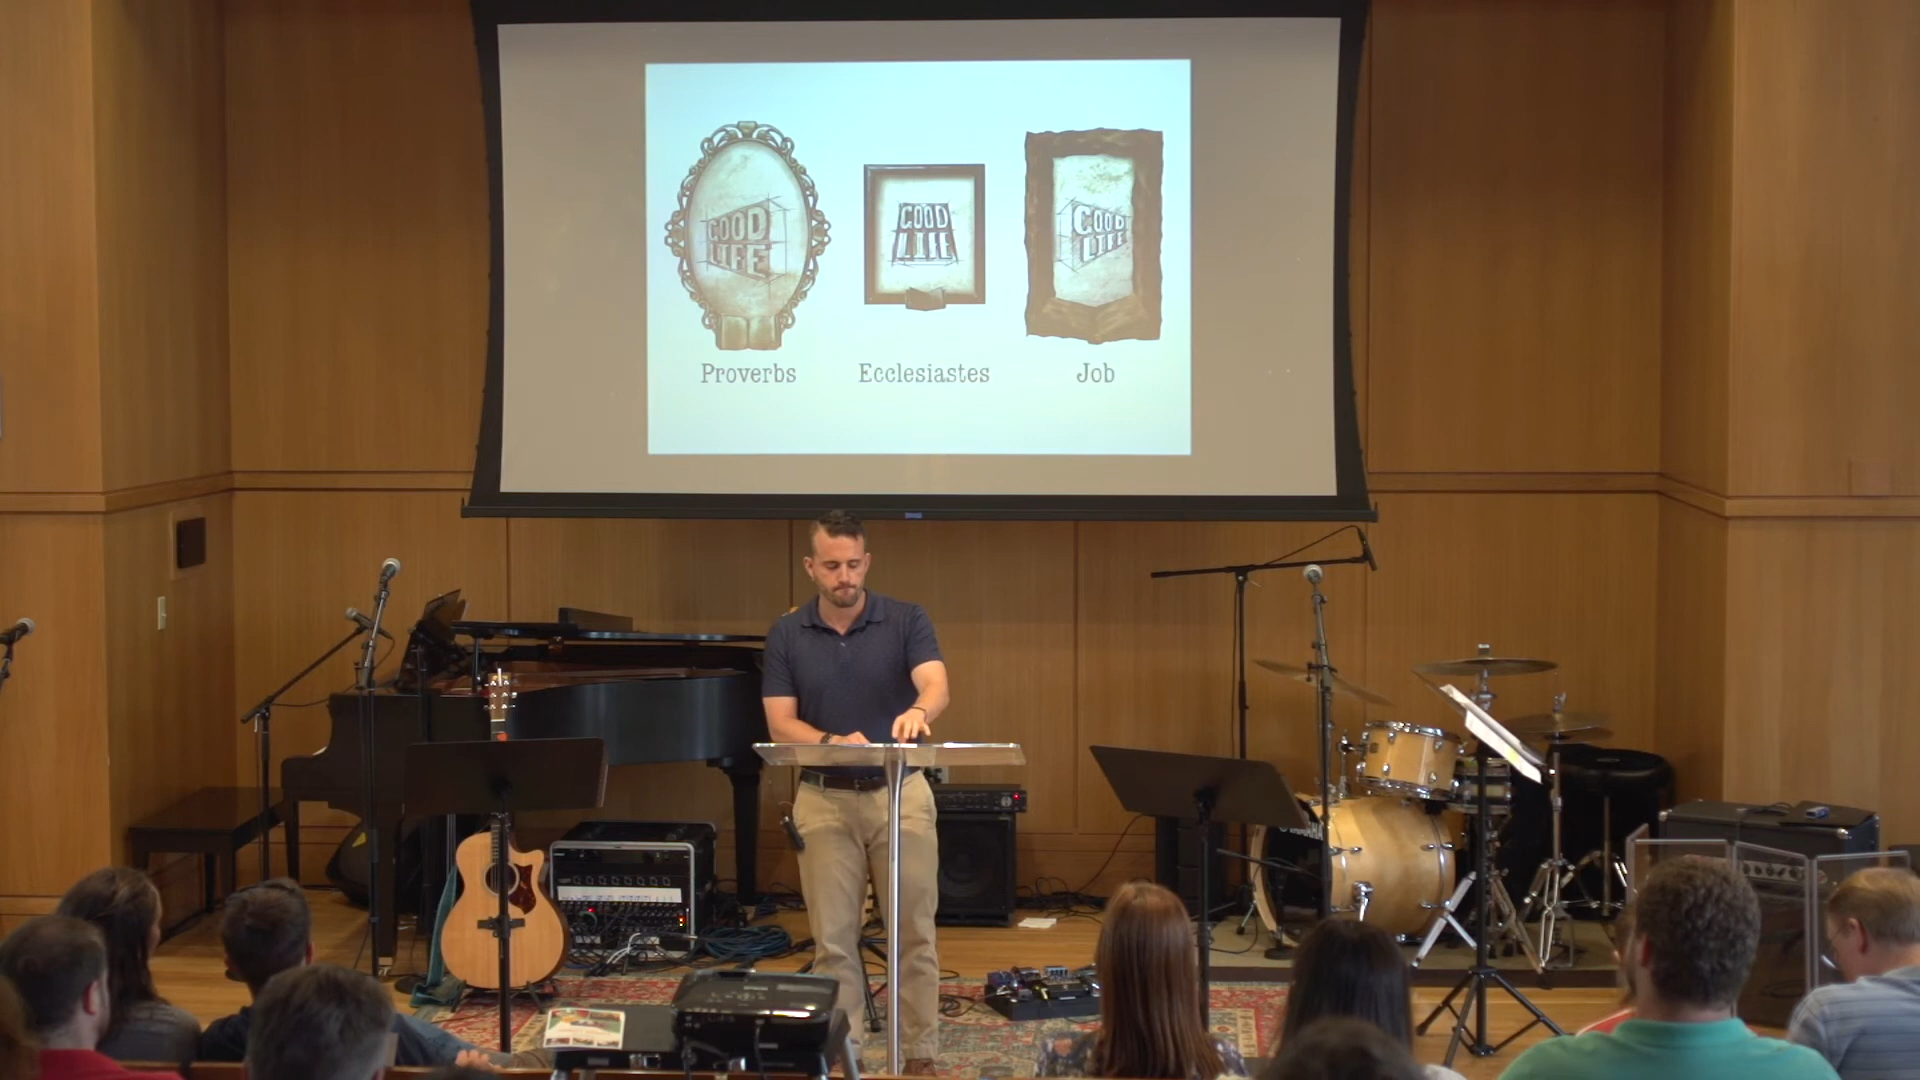 GOOD
LIFE
GOOD
LIFE
GOOD
LIFE
Proverbs
Ecclesiastes
Job